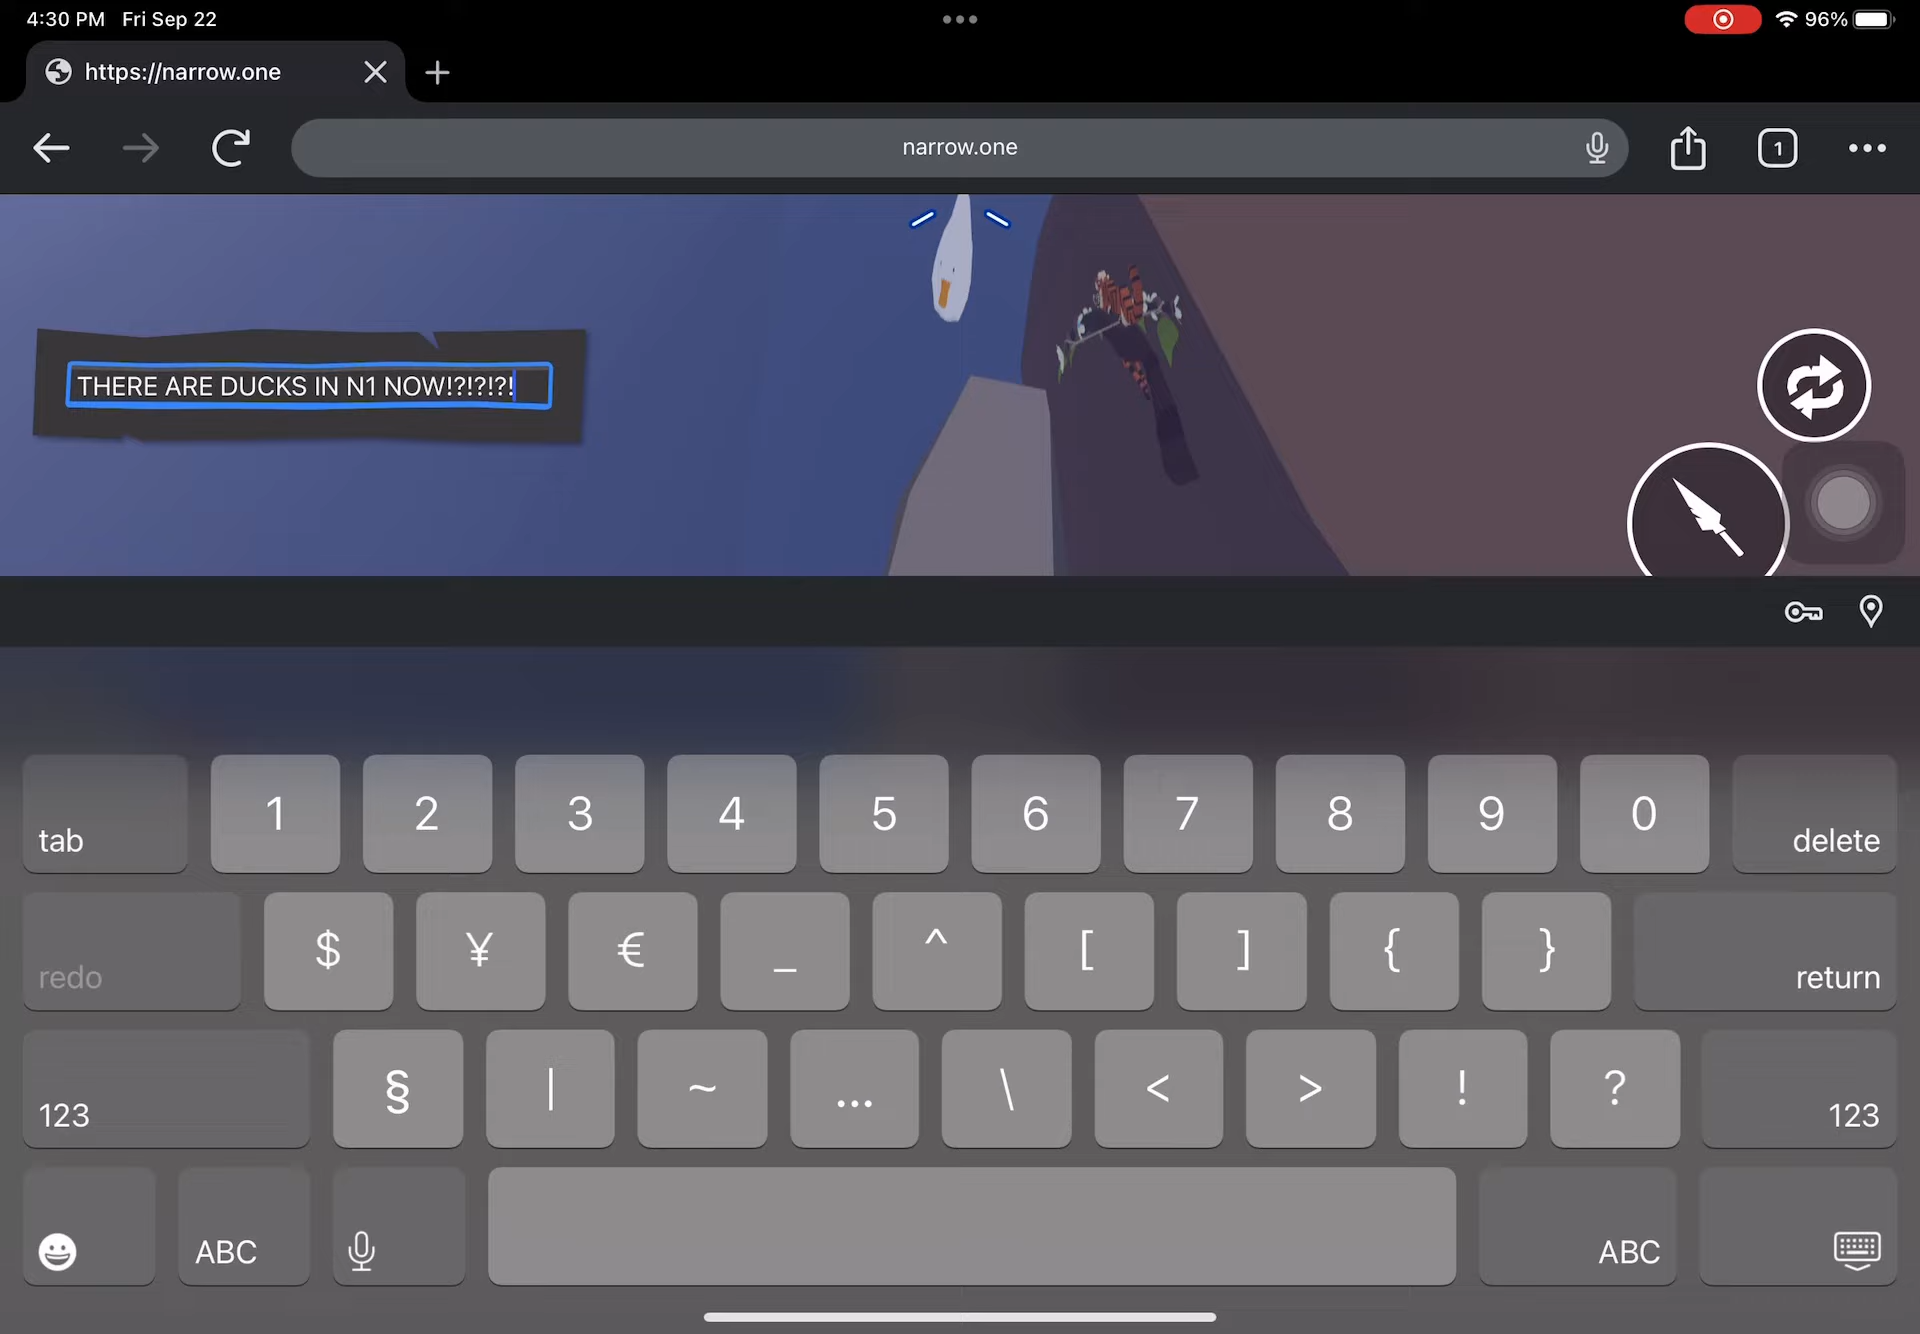 4:30 PM Fri Sep 22
96%
https://narrow.one
narrow.one
1
THERE ARE DUCKS IN N1 NOW!?!?!?!
tab 1 2 3 4 5 6 7 8 9 0 delete
redo $ ¥ € _ ^ [ ] { } return
123 § | ~ ... \ < > ! ? 123
ABC ABC